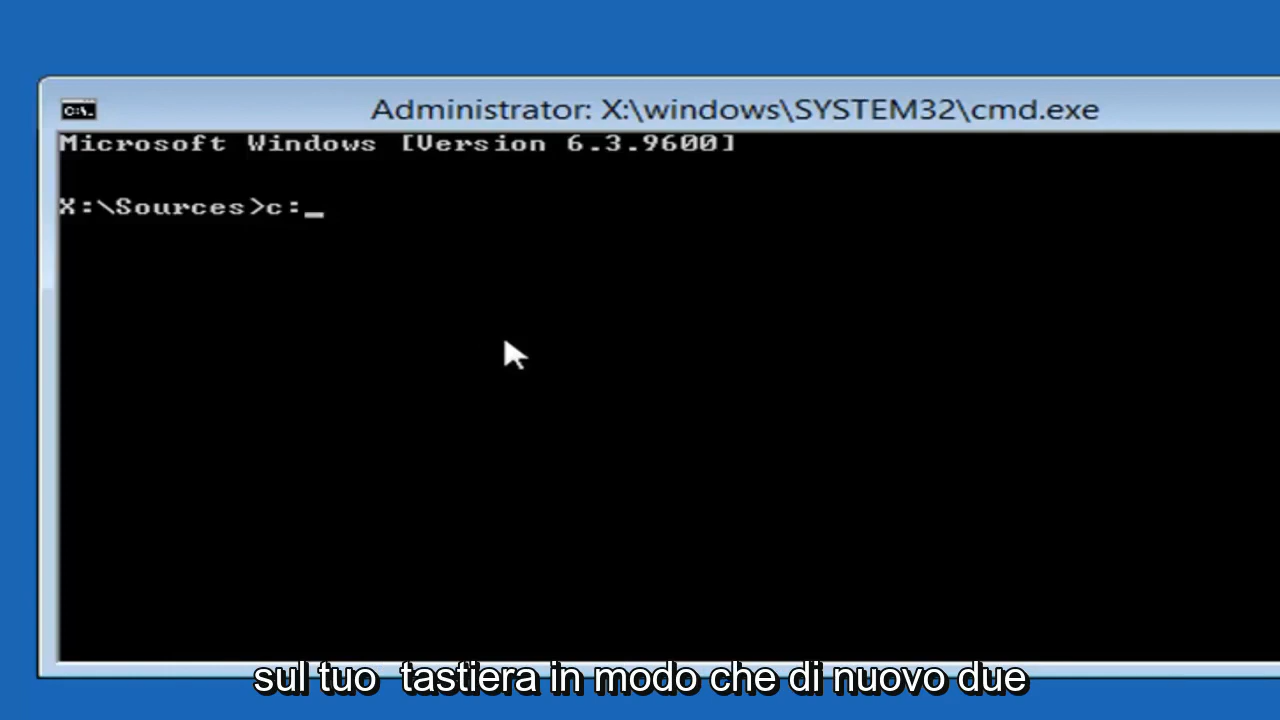 C:\.
Administrator: X:\windows\SYSTEM32\cmd.exe
Microsoft Windows [Version 6.3.9600]
X:\Sources>c:_
sul tuo  tastiera in modo che di nuovo due